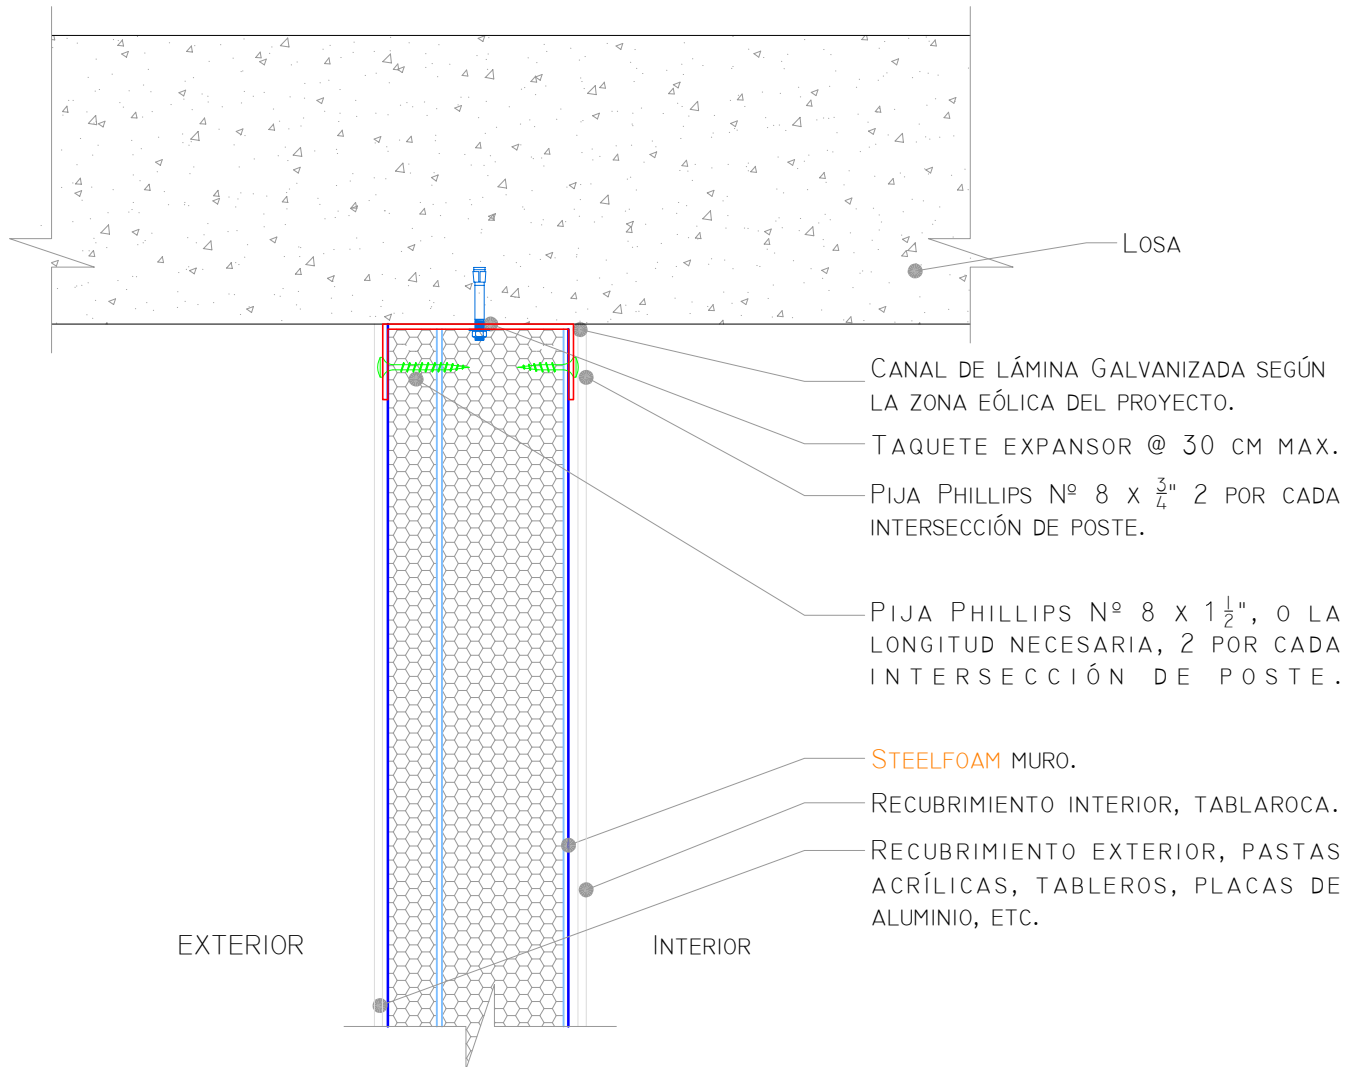 Losa
Canal de lámina Galvanizada según
la zona eólica del proyecto.
Taquete expansor @ 30 cm max.
Pija Phillips Nº 8 x 3/4" 2 por cada
intersección de poste.
Pija Phillips Nº 8 x 1 1/2", o la
longitud necesaria, 2 por cada
intersección de poste.
Steelfoam muro.
Recubrimiento interior, tablaroca.
Recubrimiento exterior, pastas
acrílicas, tableros, placas de
aluminio, etc.
EXTERIOR
Interior